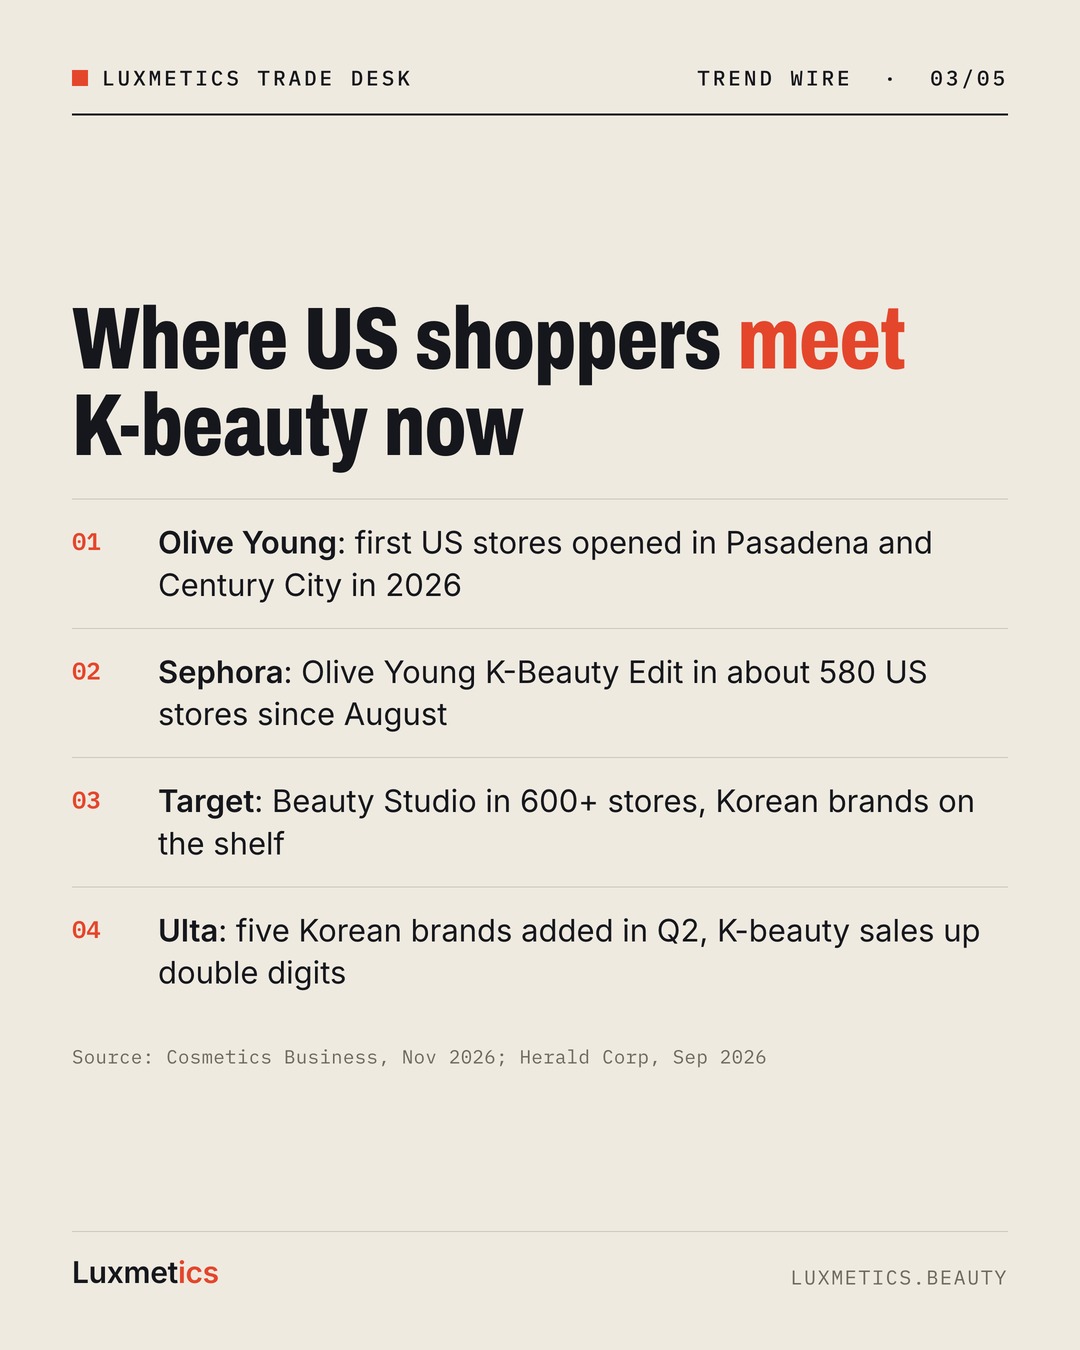 LUXMETICS TRADE DESK
TREND WIRE · 03/05
Where US shoppers meet
K-beauty now
01 Olive Young: first US stores opened in Pasadena and
Century City in 2026
02 Sephora: Olive Young K-Beauty Edit in about 580 US
stores since August
03 Target: Beauty Studio in 600+ stores, Korean brands on
the shelf
04 Ulta: five Korean brands added in Q2, K-beauty sales up
double digits
Source: Cosmetics Business, Nov 2026; Herald Corp, Sep 2026
Luxmetics
LUXMETICS.BEAUTY